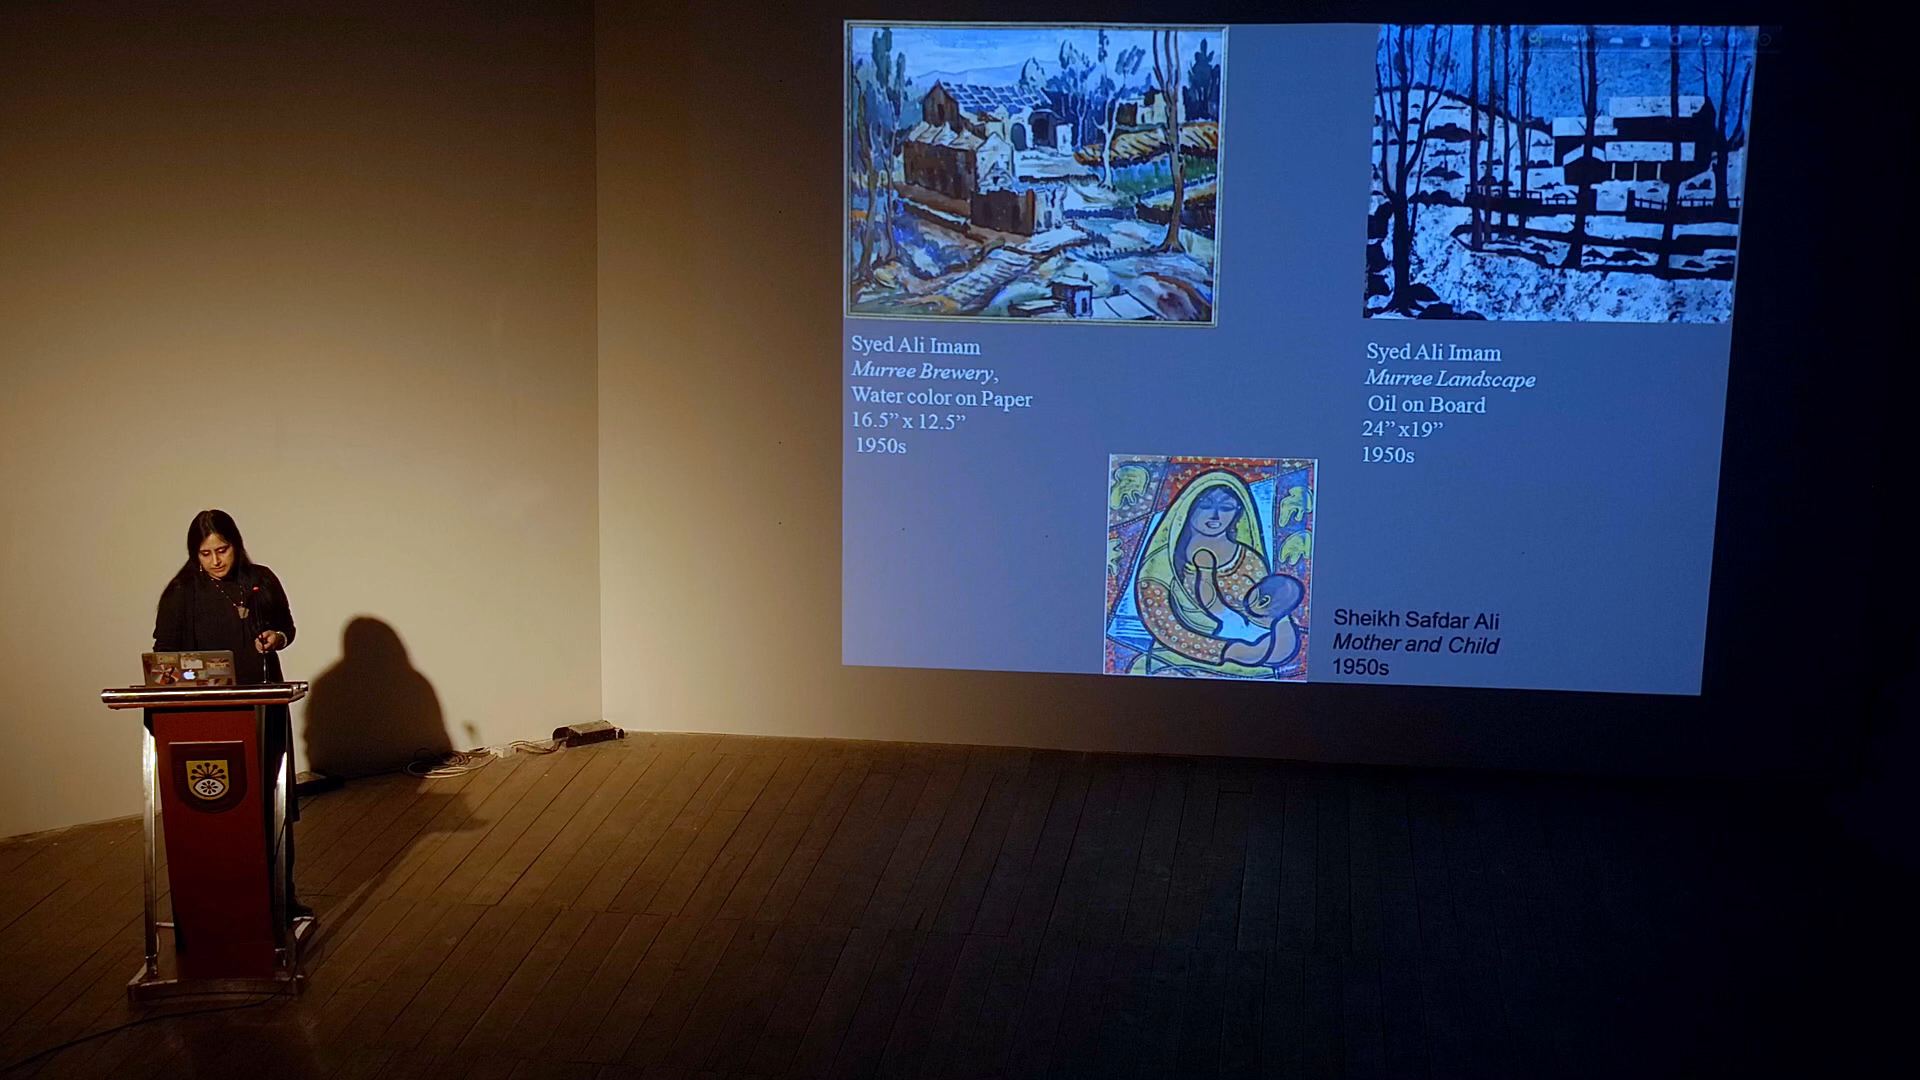 Syed Ali Imam
Murree Brewery,
Water color on Paper
16.5” x 12.5”
1950s
Syed Ali Imam
Murree Landscape
Oil on Board
24” x19”
1950s
Sheikh Safdar Ali
Mother and Child
1950s